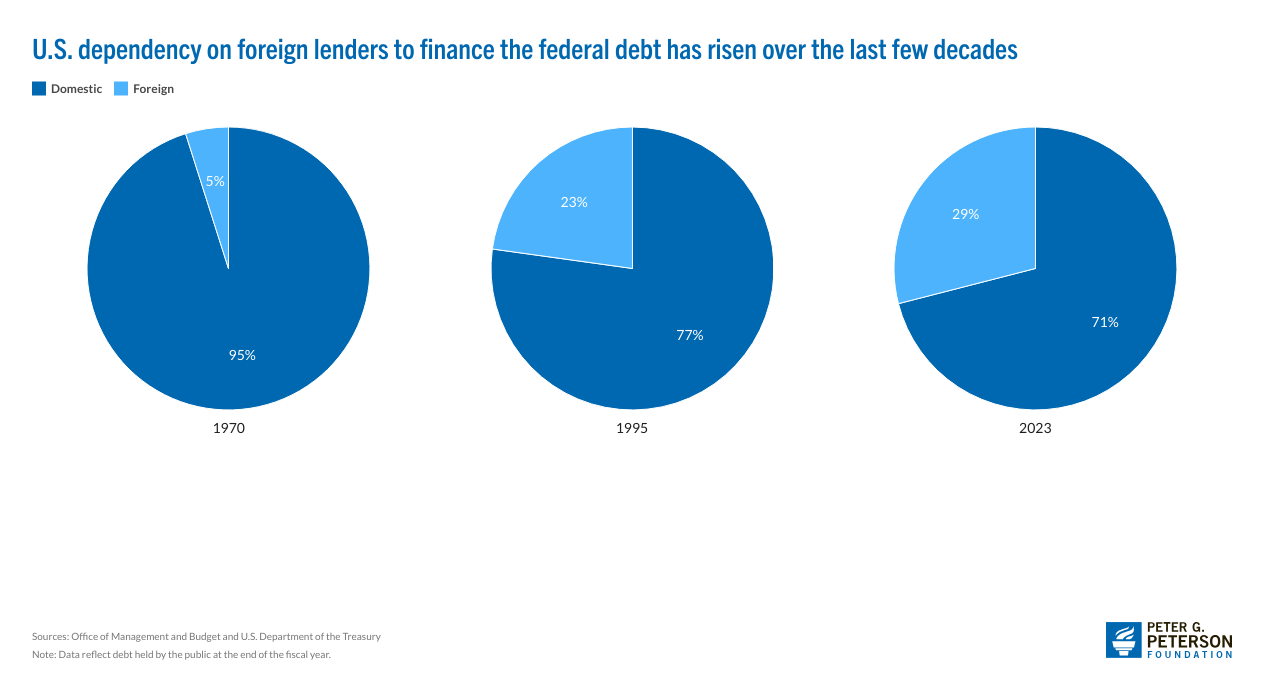 U.S. dependency on foreign lenders to finance the federal debt has risen over the last few decades
Domestic Foreign
5%
95%
1970
23%
77%
1995
29%
71%
2023
Sources: Office of Management and Budget and U.S. Department of the Treasury
Note: Data reflect debt held by the public at the end of the fiscal year.
PETER G.
PETERSON
FOUNDATION